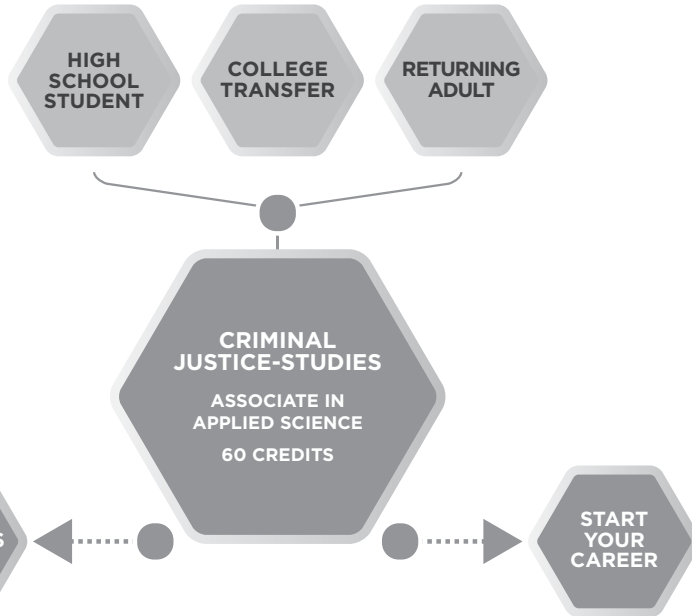 HIGH
SCHOOL
STUDENT
COLLEGE
TRANSFER
RETURNING
ADULT
CRIMINAL
JUSTICE-STUDIES
ASSOCIATE IN
APPLIED SCIENCE
60 CREDITS
START
YOUR
CAREER